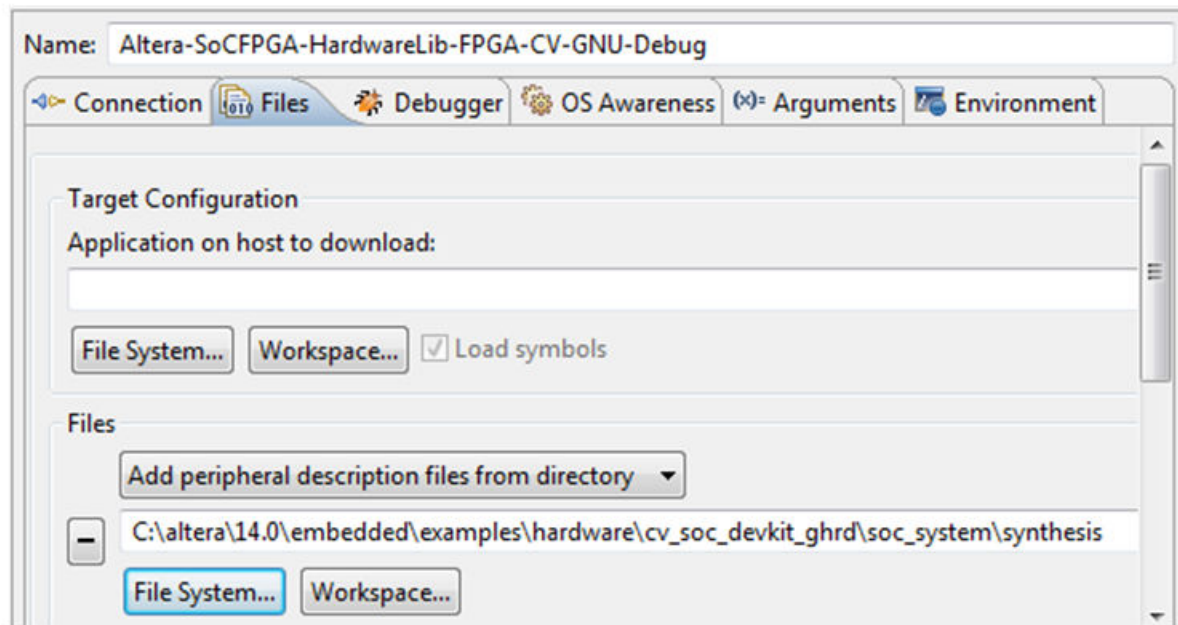 Name: Altera-SoCFPGA-HardwareLib-FPGA-CV-GNU-Debug
Connection Files Debugger OS Awareness (x)= Arguments Environment
Target Configuration
Application on host to download:
File System... Workspace... Load symbols
Files
Add peripheral description files from directory
C:\altera\14.0\embedded\examples\hardware\cv_soc_devkit_ghrd\soc_system\synthesis
File System... Workspace...